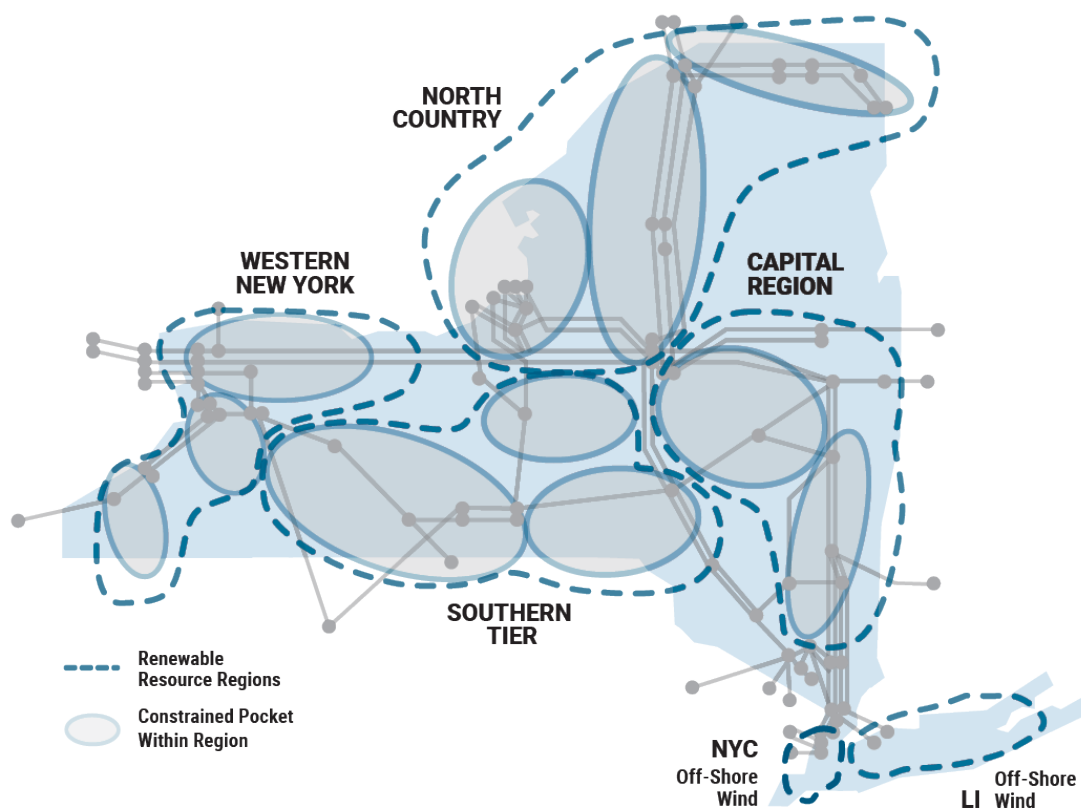 NORTH
COUNTRY
WESTERN
NEW YORK
CAPITAL
REGION
SOUTHERN
TIER
Renewable
Resource Regions
Constrained Pocket
Within Region
NYC
Off-Shore
Wind
LI
Off-Shore
Wind